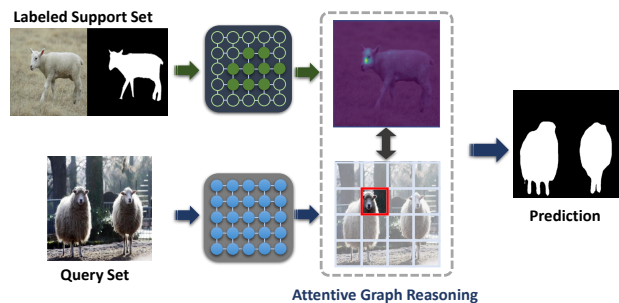 Labeled Support Set
Query Set
Prediction
Attentive Graph Reasoning